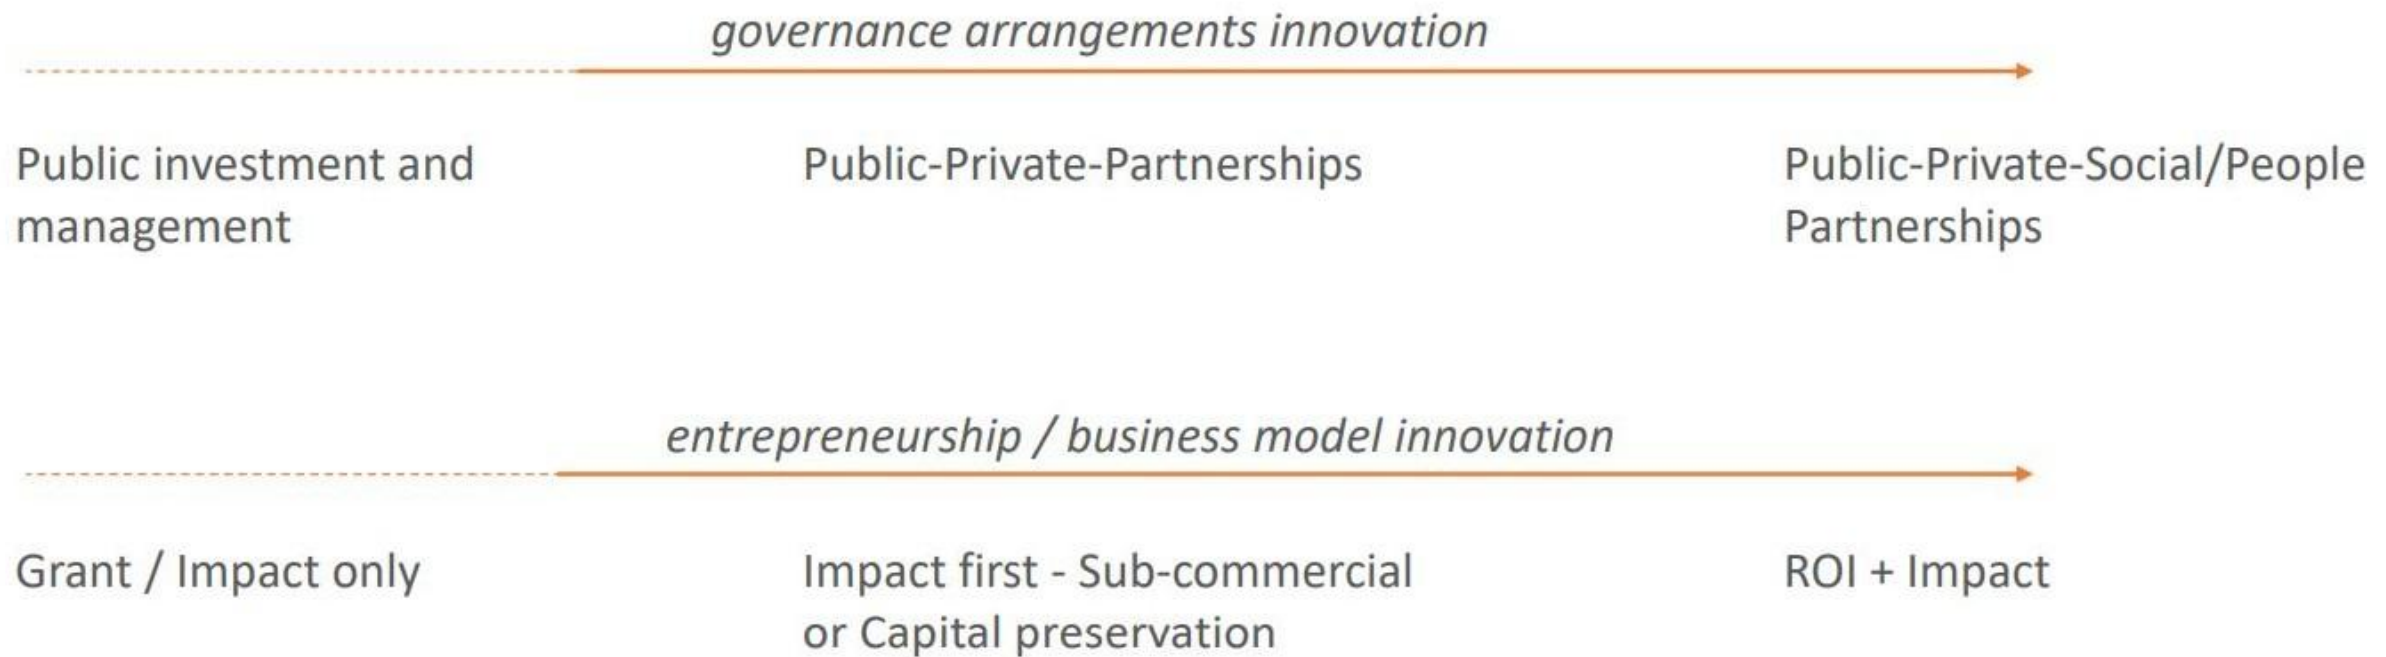 governance arrangements innovation
Public investment and
management
Public-Private-Partnerships
Public-Private-Social/People
Partnerships
entrepreneurship / business model innovation
Grant / Impact only
Impact first - Sub-commercial
or Capital preservation
ROI + Impact